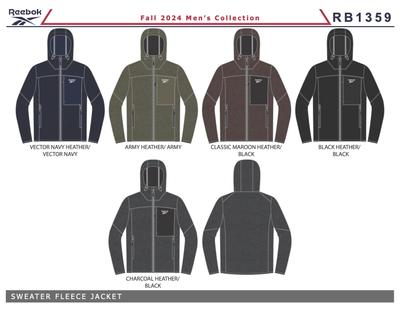 Reebok
Fall 2024 Men's Collection
RB1359
VECTOR NAVY HEATHER/
VECTOR NAVY
ARMY HEATHER/ ARMY
CLASSIC MAROON HEATHER/
BLACK
BLACK HEATHER/
BLACK
CHARCOAL HEATHER/
BLACK
SWEATER FLEECE JACKET